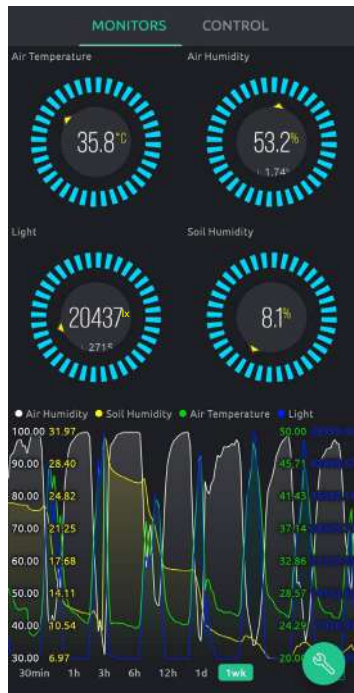 MONITORS CONTROL
Air Temperature Air Humidity
35.8°C 53.2%
↓ 1.74%
Light Soil Humidity
20437lx 8.1%
↓ 2715
Air Humidity Soil Humidity Air Temperature Light
100.00 31.97 50.00
90.00 28.40 45.71
80.00 24.82 41.43
70.00 21.25 37.14
60.00 17.68 32.86
50.00 14.11 28.57
40.00 10.54 24.29
30.00 6.97 20.00
30min 1h 3h 6h 12h 1d 1wk